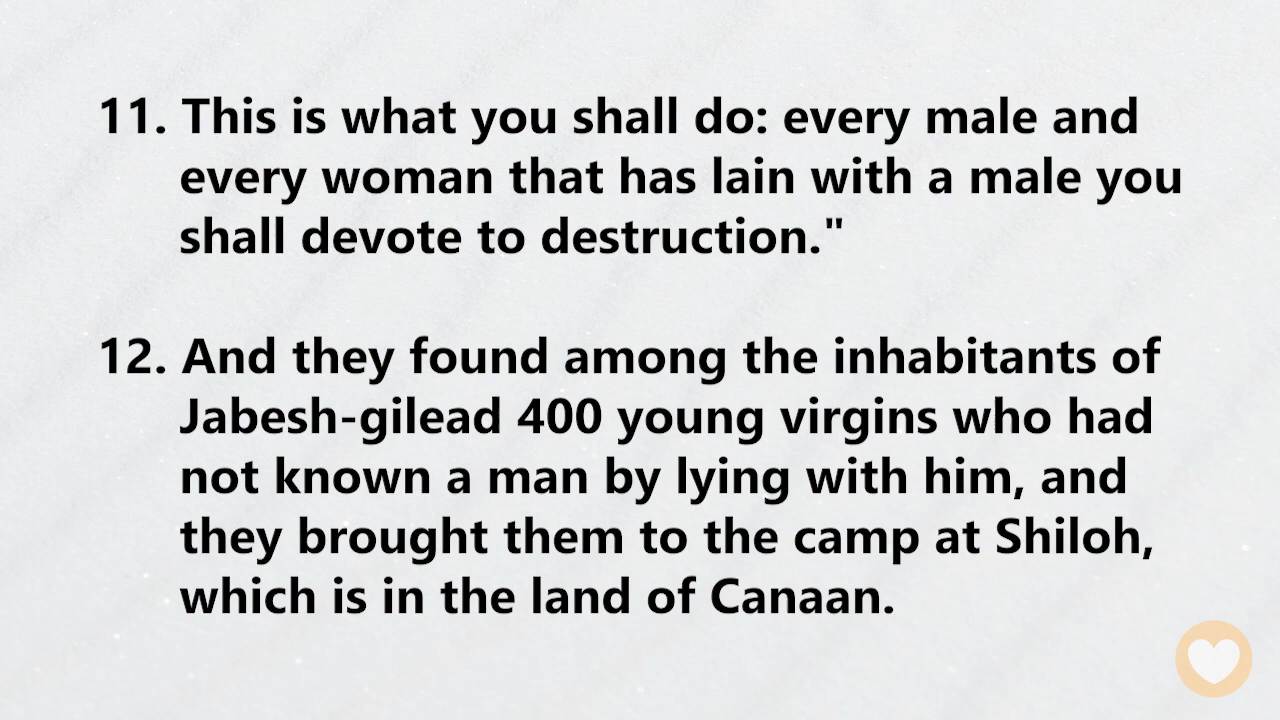 11. This is what you shall do: every male and
every woman that has lain with a male you
shall devote to destruction."
12. And they found among the inhabitants of
Jabesh-gilead 400 young virgins who had
not known a man by lying with him, and
they brought them to the camp at Shiloh,
which is in the land of Canaan.